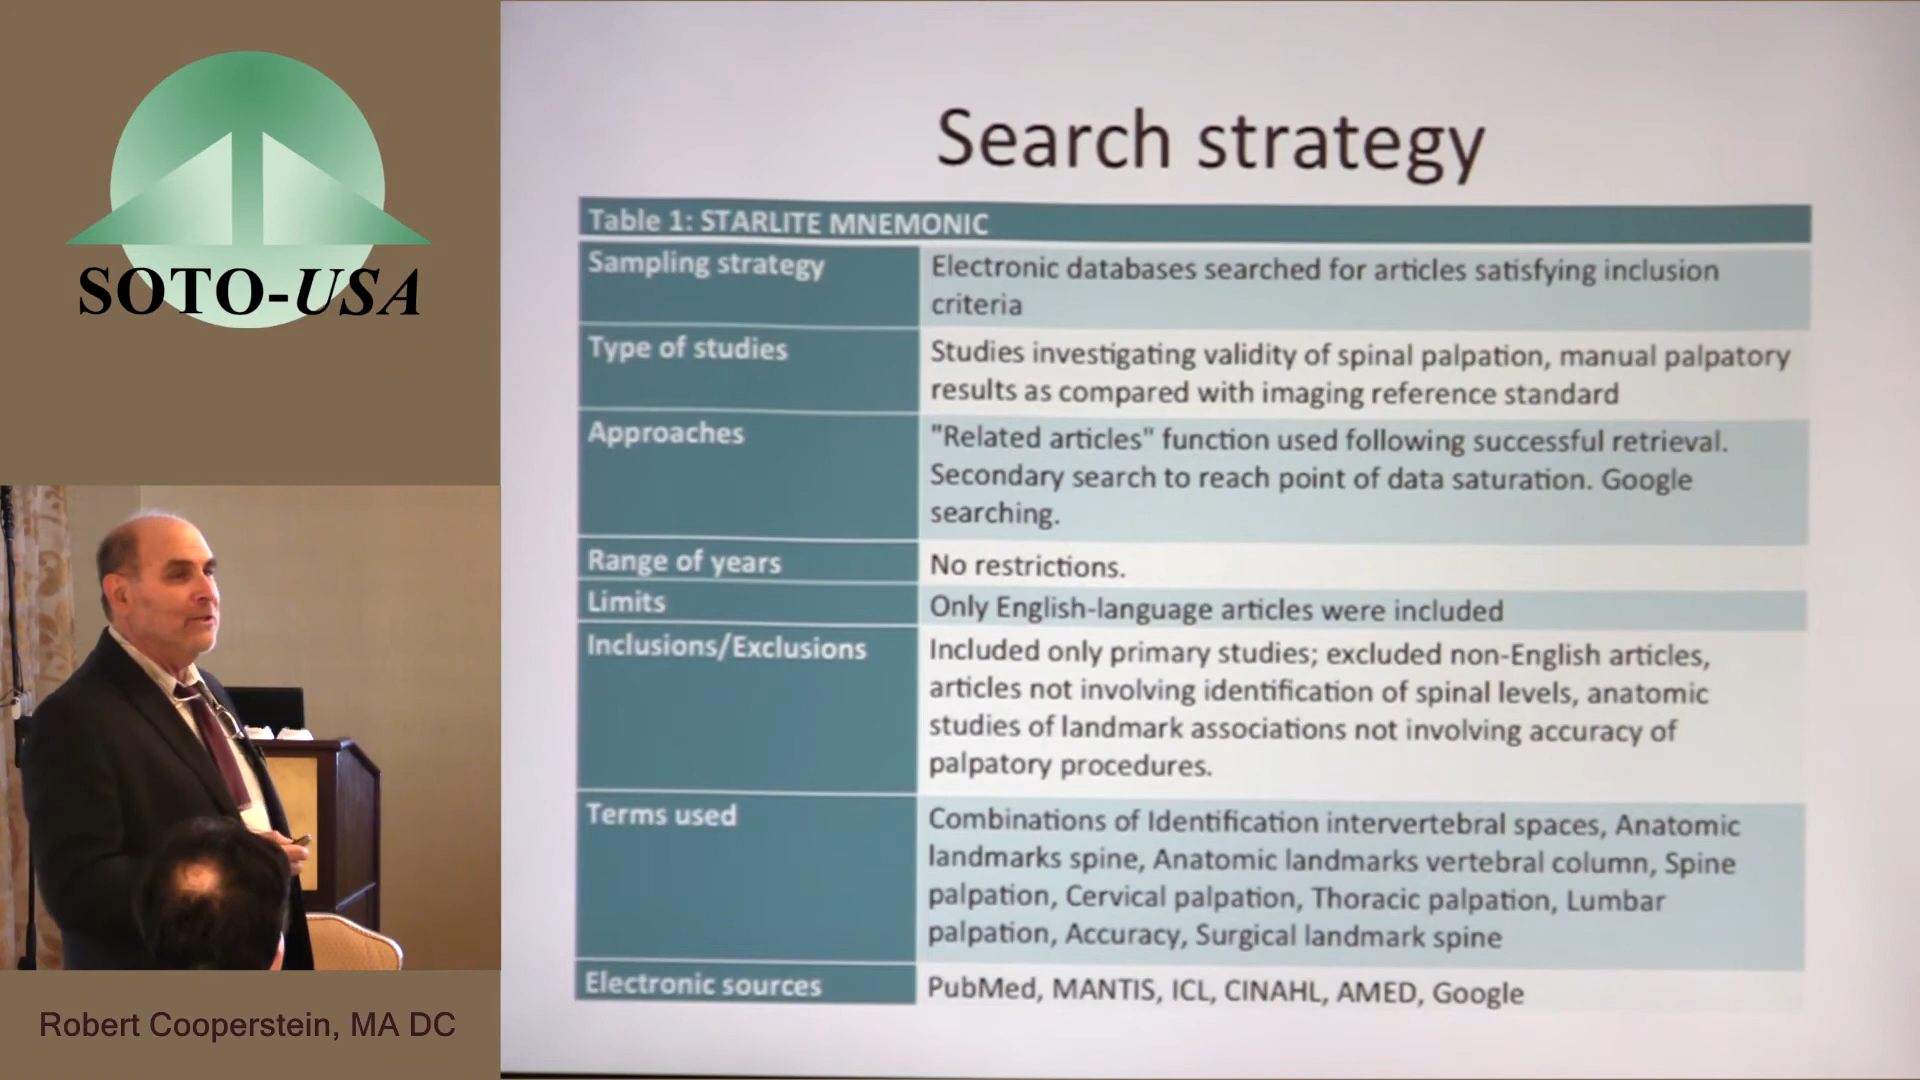 SOTO-USA
Robert Cooperstein, MA DC
Search strategy
Table 1: STARLITE MNEMONIC
Sampling strategy
Electronic databases searched for articles satisfying inclusion
criteria
Type of studies
Studies investigating validity of spinal palpation, manual palpatory
results as compared with imaging reference standard
Approaches
"Related articles" function used following successful retrieval.
Secondary search to reach point of data saturation. Google
searching.
Range of years
No restrictions.
Limits
Only English-language articles were included
Inclusions/Exclusions
Included only primary studies; excluded non-English articles,
articles not involving identification of spinal levels, anatomic
studies of landmark associations not involving accuracy of
palpatory procedures.
Terms used
Combinations of Identification intervertebral spaces, Anatomic
landmarks spine, Anatomic landmarks vertebral column, Spine
palpation, Cervical palpation, Thoracic palpation, Lumbar
palpation, Accuracy, Surgical landmark spine
Electronic sources
PubMed, MANTIS, ICL, CINAHL, AMED, Google